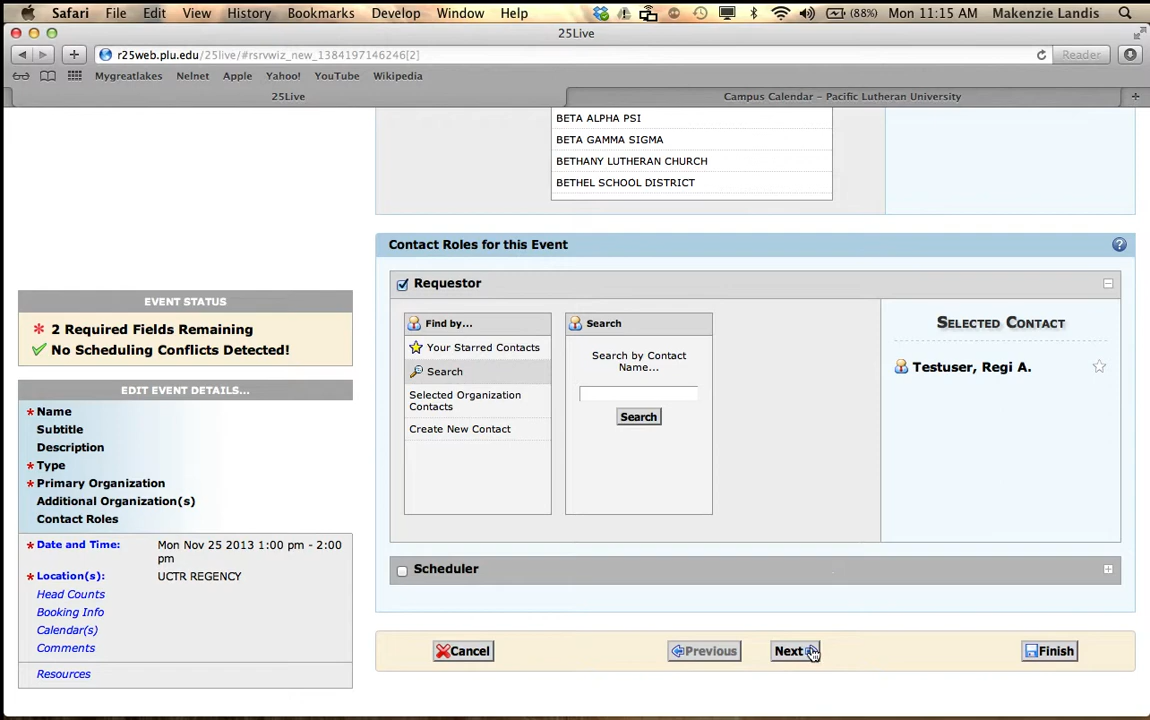 Safari File Edit View History Bookmarks Develop Window Help (88%) Mon 11:15 AM Makenzie Landis
25Live
r25web.plu.edu/25live/#rsrvwiz_new_1384197146246[2] Reader
Mygreatlakes Nelnet Apple Yahoo! YouTube Wikipedia
25Live Campus Calendar – Pacific Lutheran University
BETA ALPHA PSI
BETA GAMMA SIGMA
BETHANY LUTHERAN CHURCH
BETHEL SCHOOL DISTRICT
Contact Roles for this Event
Requestor
Find by...
Your Starred Contacts
Search
Selected Organization
Contacts
Create New Contact
Search
Search by Contact
Name...
Search
SELECTED CONTACT
Testuser, Regi A.
Scheduler
Cancel Previous Next Finish
EVENT STATUS
* 2 Required Fields Remaining
No Scheduling Conflicts Detected!
EDIT EVENT DETAILS...
* Name
Subtitle
Description
* Type
* Primary Organization
Additional Organization(s)
Contact Roles
* Date and Time: Mon Nov 25 2013 1:00 pm - 2:00
pm
* Location(s): UCTR REGENCY
Head Counts
Booking Info
Calendar(s)
Comments
Resources